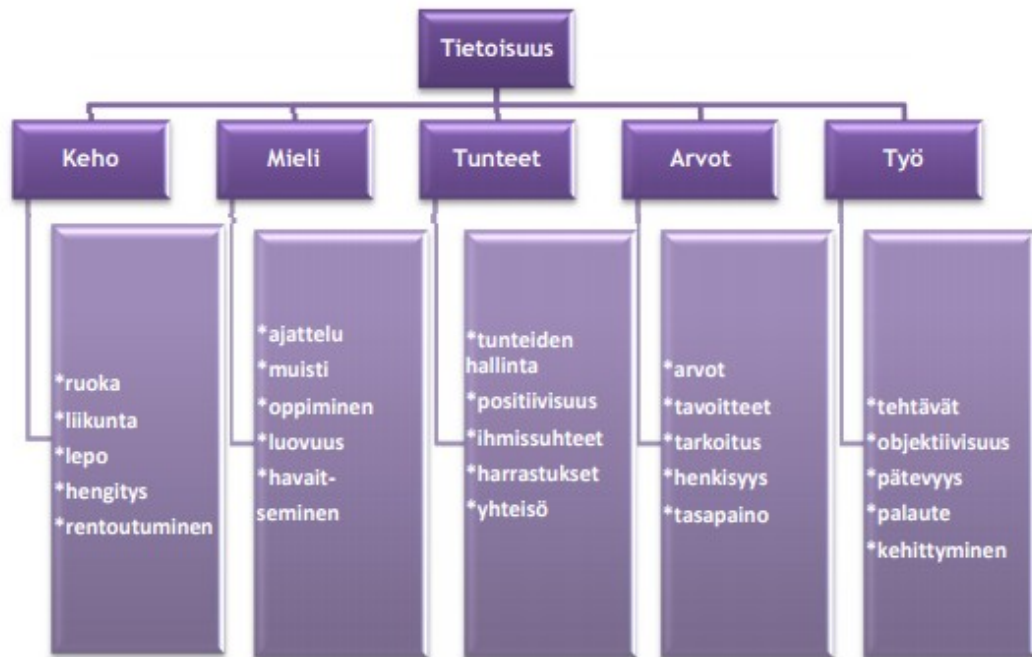 Tietoisuus
Keho
Mieli
Tunteet
Arvot
Työ
*ruoka
*liikunta
*lepo
*hengitys
*rentoutuminen
*ajattelu
*muisti
*oppiminen
*luovuus
*havait-
seminen
*tunteiden
hallinta
*positiivisuus
*ihmissuhteet
*harrastukset
*yhteisö
*arvot
*tavoitteet
*tarkoitus
*henkisyys
*tasapaino
*tehtävät
*objektiivisuus
*pätevyys
*palaute
*kehittyminen